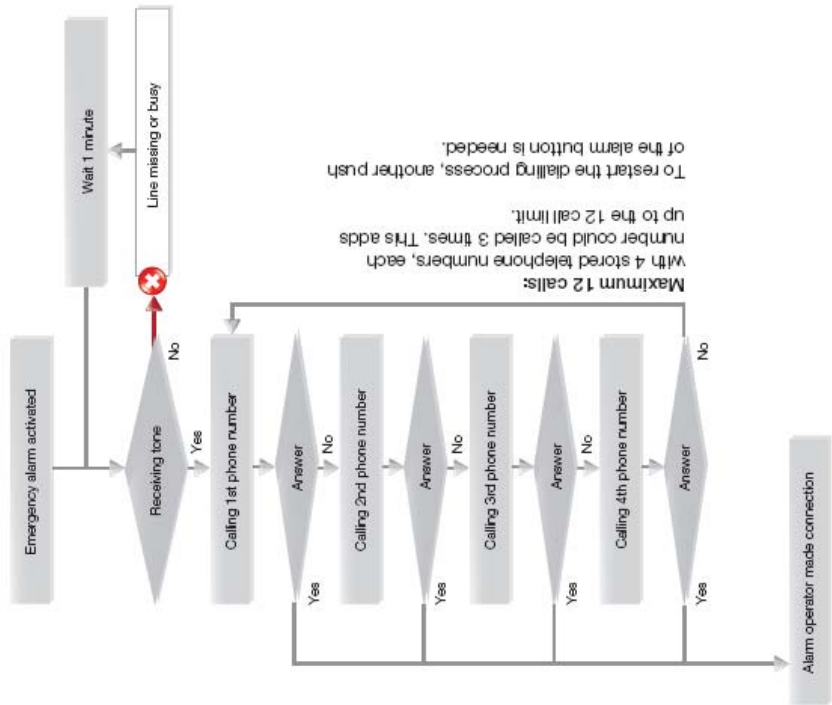 Emergency alarm activated
Wait 1 minute
Receiving tone
No
Line missing or busy
Yes
Calling 1st phone number
Answer
Yes
No
Calling 2nd phone number
Answer
Yes
No
Calling 3rd phone number
Answer
Yes
No
Calling 4th phone number
Answer
Yes
No
Alarm operator made connection
Maximum 12 calls:
with 4 stored telephone numbers, each
number could be called 3 times. This adds
up to the 12 call limit.
To restart the dialling process, another push
of the alarm button is needed.